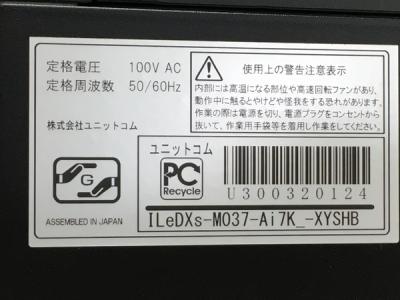 定格電圧 100V AC
定格周波数 50/60Hz
株式会社ユニットコム
使用上の警告注意表示
内部には高温になる部位や高速回転ファンがあり、
動作中に触るとやけどや怪我をする恐れがあります。
作業の際は電源を切り、電源プラグをコンセントから
抜いて、作業用手袋等を着用し作業をしてください。
G
ASSEMBLED IN JAPAN
ユニットコム
PC
Recycle
U300320124
ILeDXs-M037-Ai7K_-XYSHB